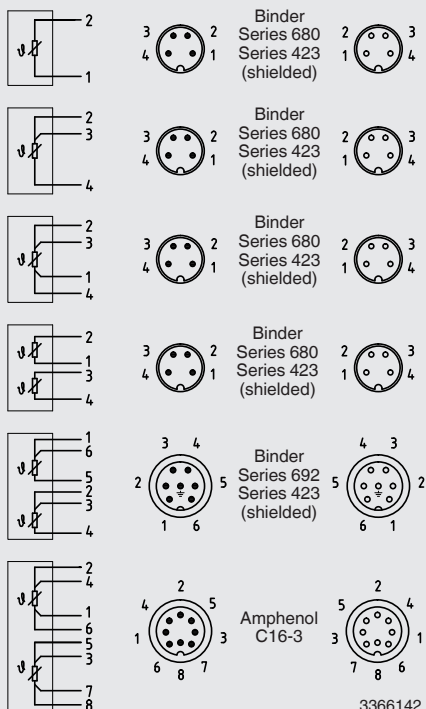 2 3 2 Binder 2 3
ϑ Series 680
4 1 Series 423 1 4
1 (shielded)
2 Binder
3 3 2 Series 680 2 3
ϑ 4 1 Series 423 1 4
4 (shielded)
2 Binder
3 3 2 Series 680 2 3
ϑ 4 1 Series 423 1 4
1 (shielded)
4
2 Binder
ϑ 3 2 Series 680 2 3
1
3 4 1 Series 423 1 4
ϑ (shielded)
4
1 3 4 4 3
6 Binder
ϑ 5 2 5 Series 692 5 2
2 Series 423
3 (shielded)
ϑ 4 1 6 6 1
2
4 2 2
ϑ 4 5 5 4
1 Amphenol
6 1 3 C16-3 3 1
5
3 6 7 7 6
ϑ 8 8
7
8 3366142